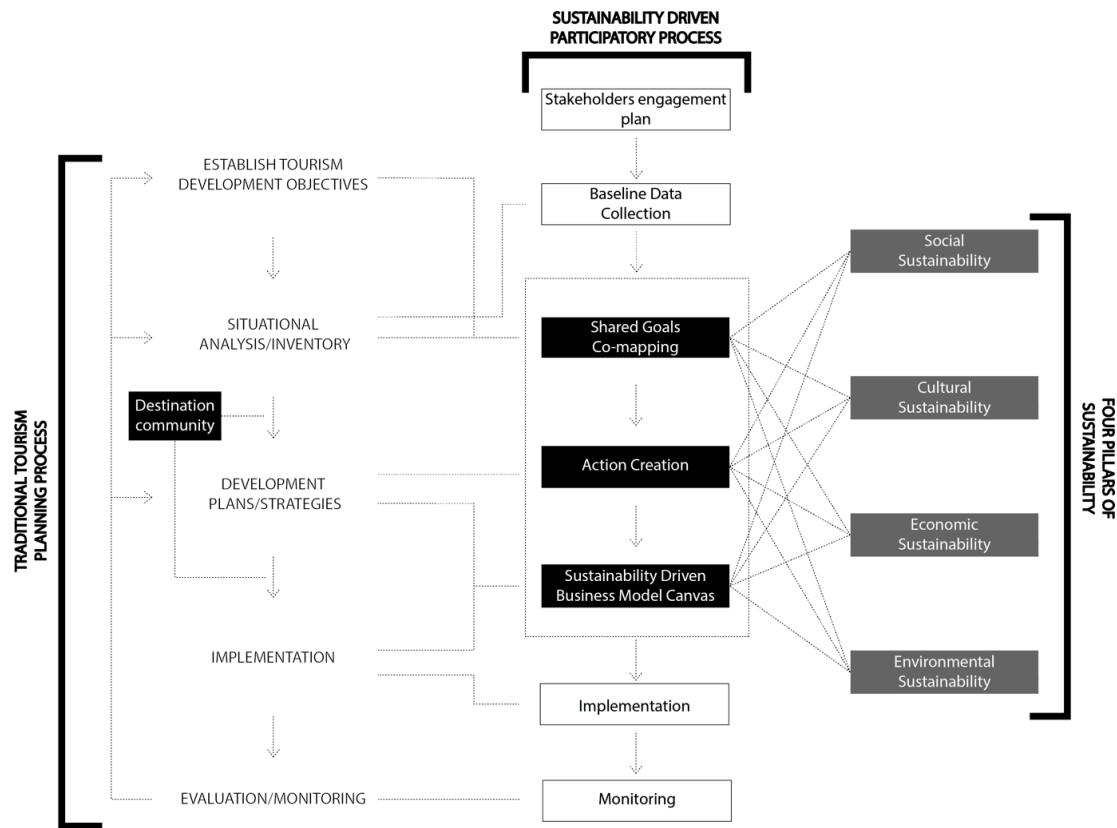 SUSTAINABILITY DRIVEN
PARTICIPATORY PROCESS
Stakeholders engagement
plan
Baseline Data
Collection
Shared Goals
Co-mapping
Action Creation
Sustainability Driven
Business Model Canvas
Implementation
Monitoring
TRADITIONAL TOURISM
PLANNING PROCESS
ESTABLISH TOURISM
DEVELOPMENT OBJECTIVES
SITUATIONAL
ANALYSIS/INVENTORY
Destination
community
DEVELOPMENT
PLANS/STRATEGIES
IMPLEMENTATION
EVALUATION/MONITORING
Social
Sustainability
Cultural
Sustainability
Economic
Sustainability
Environmental
Sustainability
FOUR PILLARS OF
SUSTAINABILITY